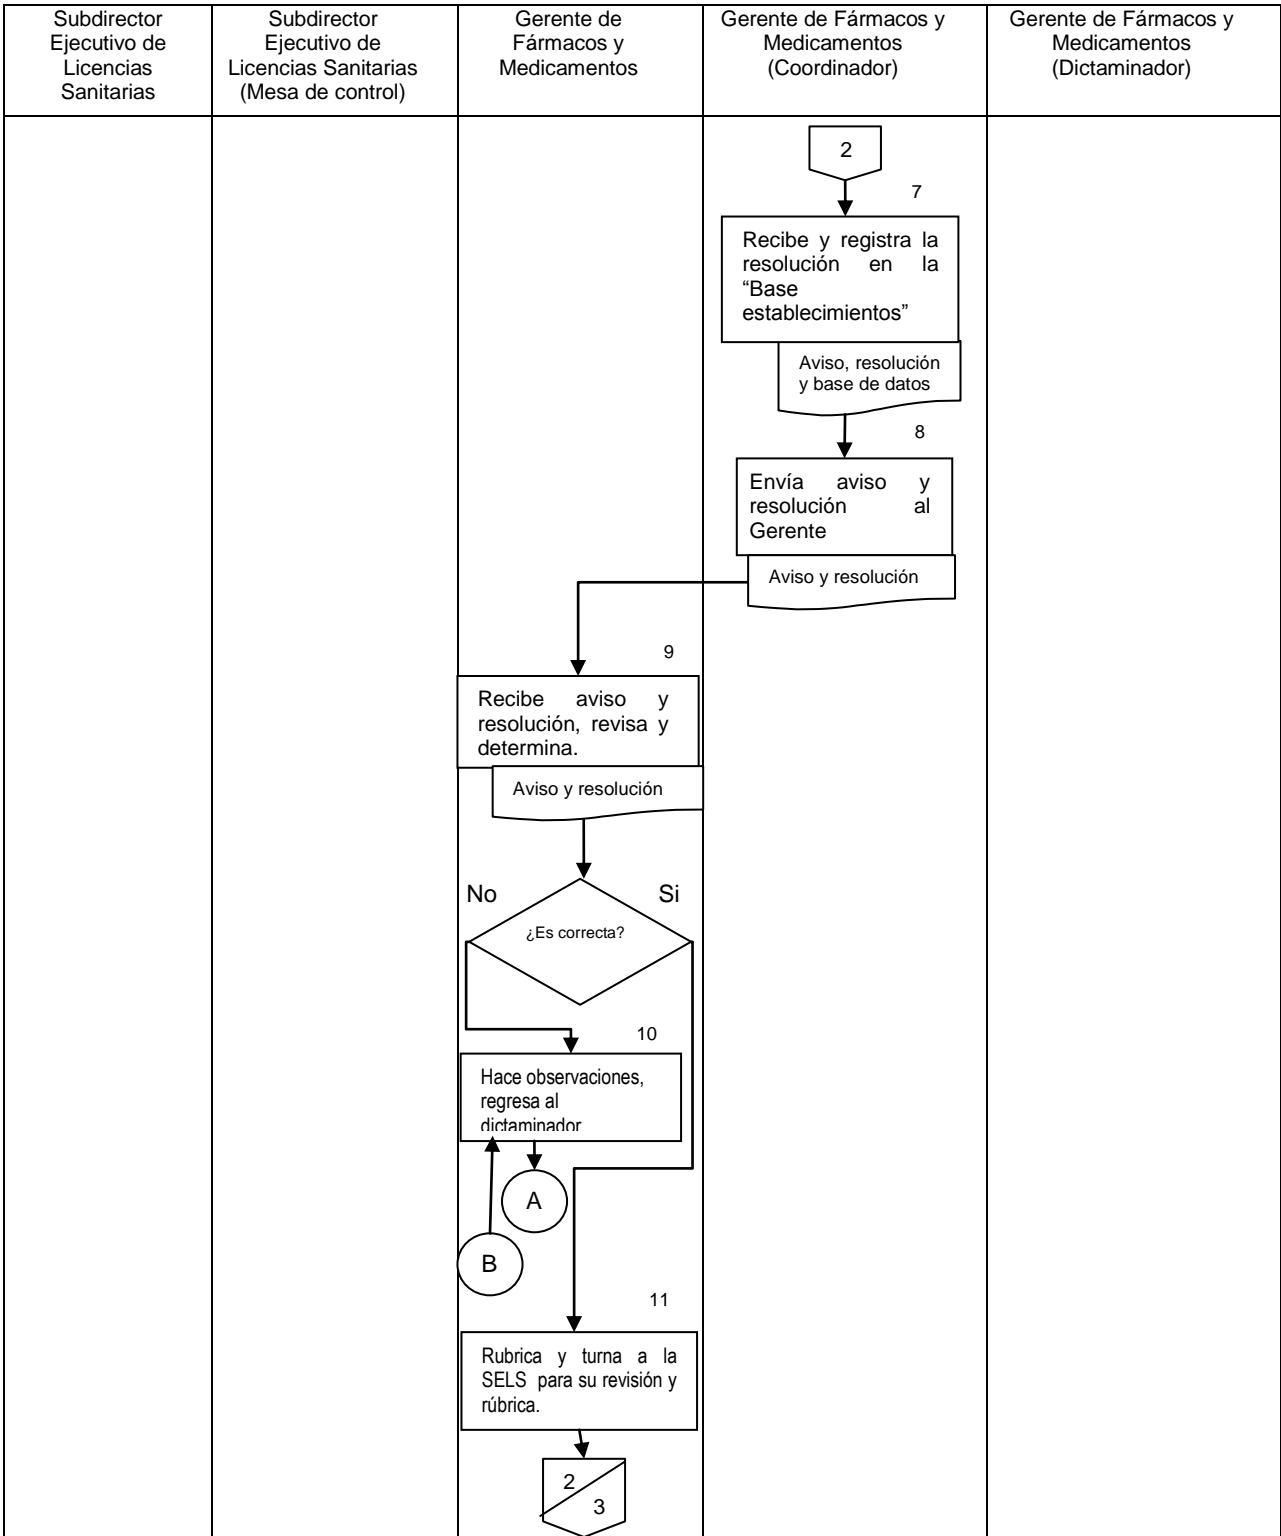 Subdirector
Ejecutivo de
Licencias
Sanitarias
Subdirector
Ejecutivo de
Licencias Sanitarias
(Mesa de control)
Gerente de
Fármacos y
Medicamentos
Gerente de Fármacos y
Medicamentos
(Coordinador)
Gerente de Fármacos y
Medicamentos
(Dictaminador)
2
7
Recibe y registra la
resolución en la
“Base
establecimientos”
Aviso, resolución
y base de datos
8
Envía aviso y
resolución al
Gerente
Aviso y resolución
9
Recibe aviso y
resolución, revisa y
determina.
Aviso y resolución
No
Si
¿Es correcta?
10
Hace observaciones,
regresa al
dictaminador
A
B
11
Rubrica y turna a la
SELS para su revisión y
rúbrica.
2
3